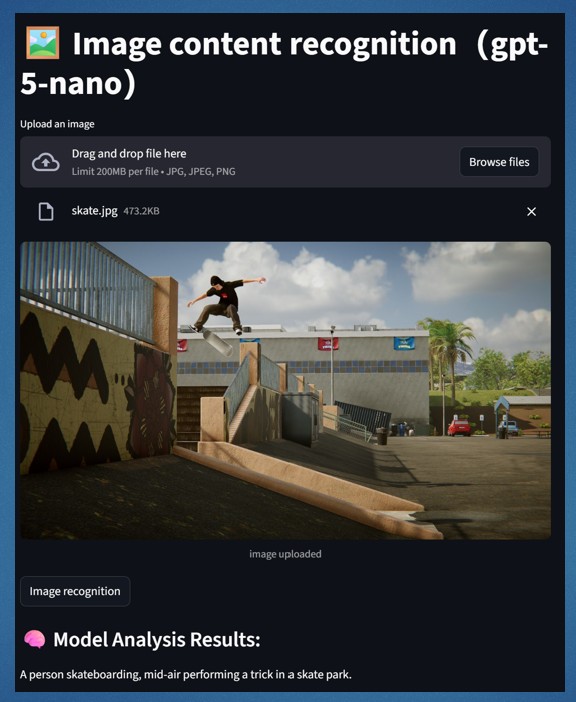 Image content recognition（gpt-
5-nano）
Upload an image
Drag and drop file here
Limit 200MB per file • JPG, JPEG, PNG
Browse files
skate.jpg 473.2KB
image uploaded
Image recognition
Model Analysis Results:
A person skateboarding, mid-air performing a trick in a skate park.